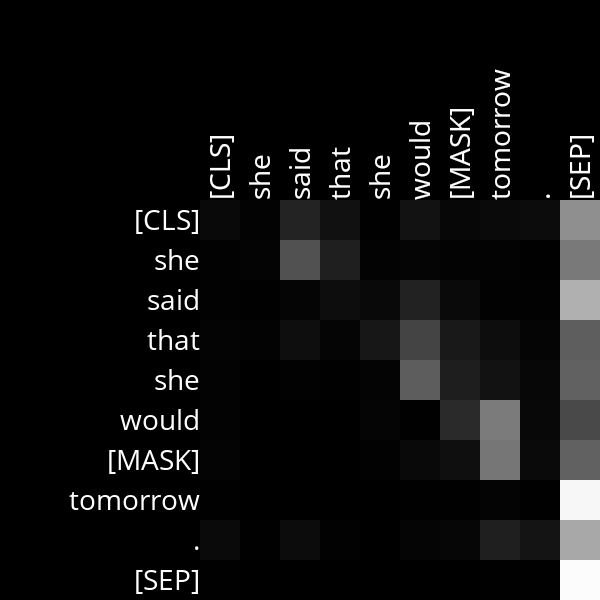 [CLS] she said that she would [MASK] tomorrow . [SEP]
[CLS]
she
said
that
she
would
[MASK]
tomorrow
.
[SEP]